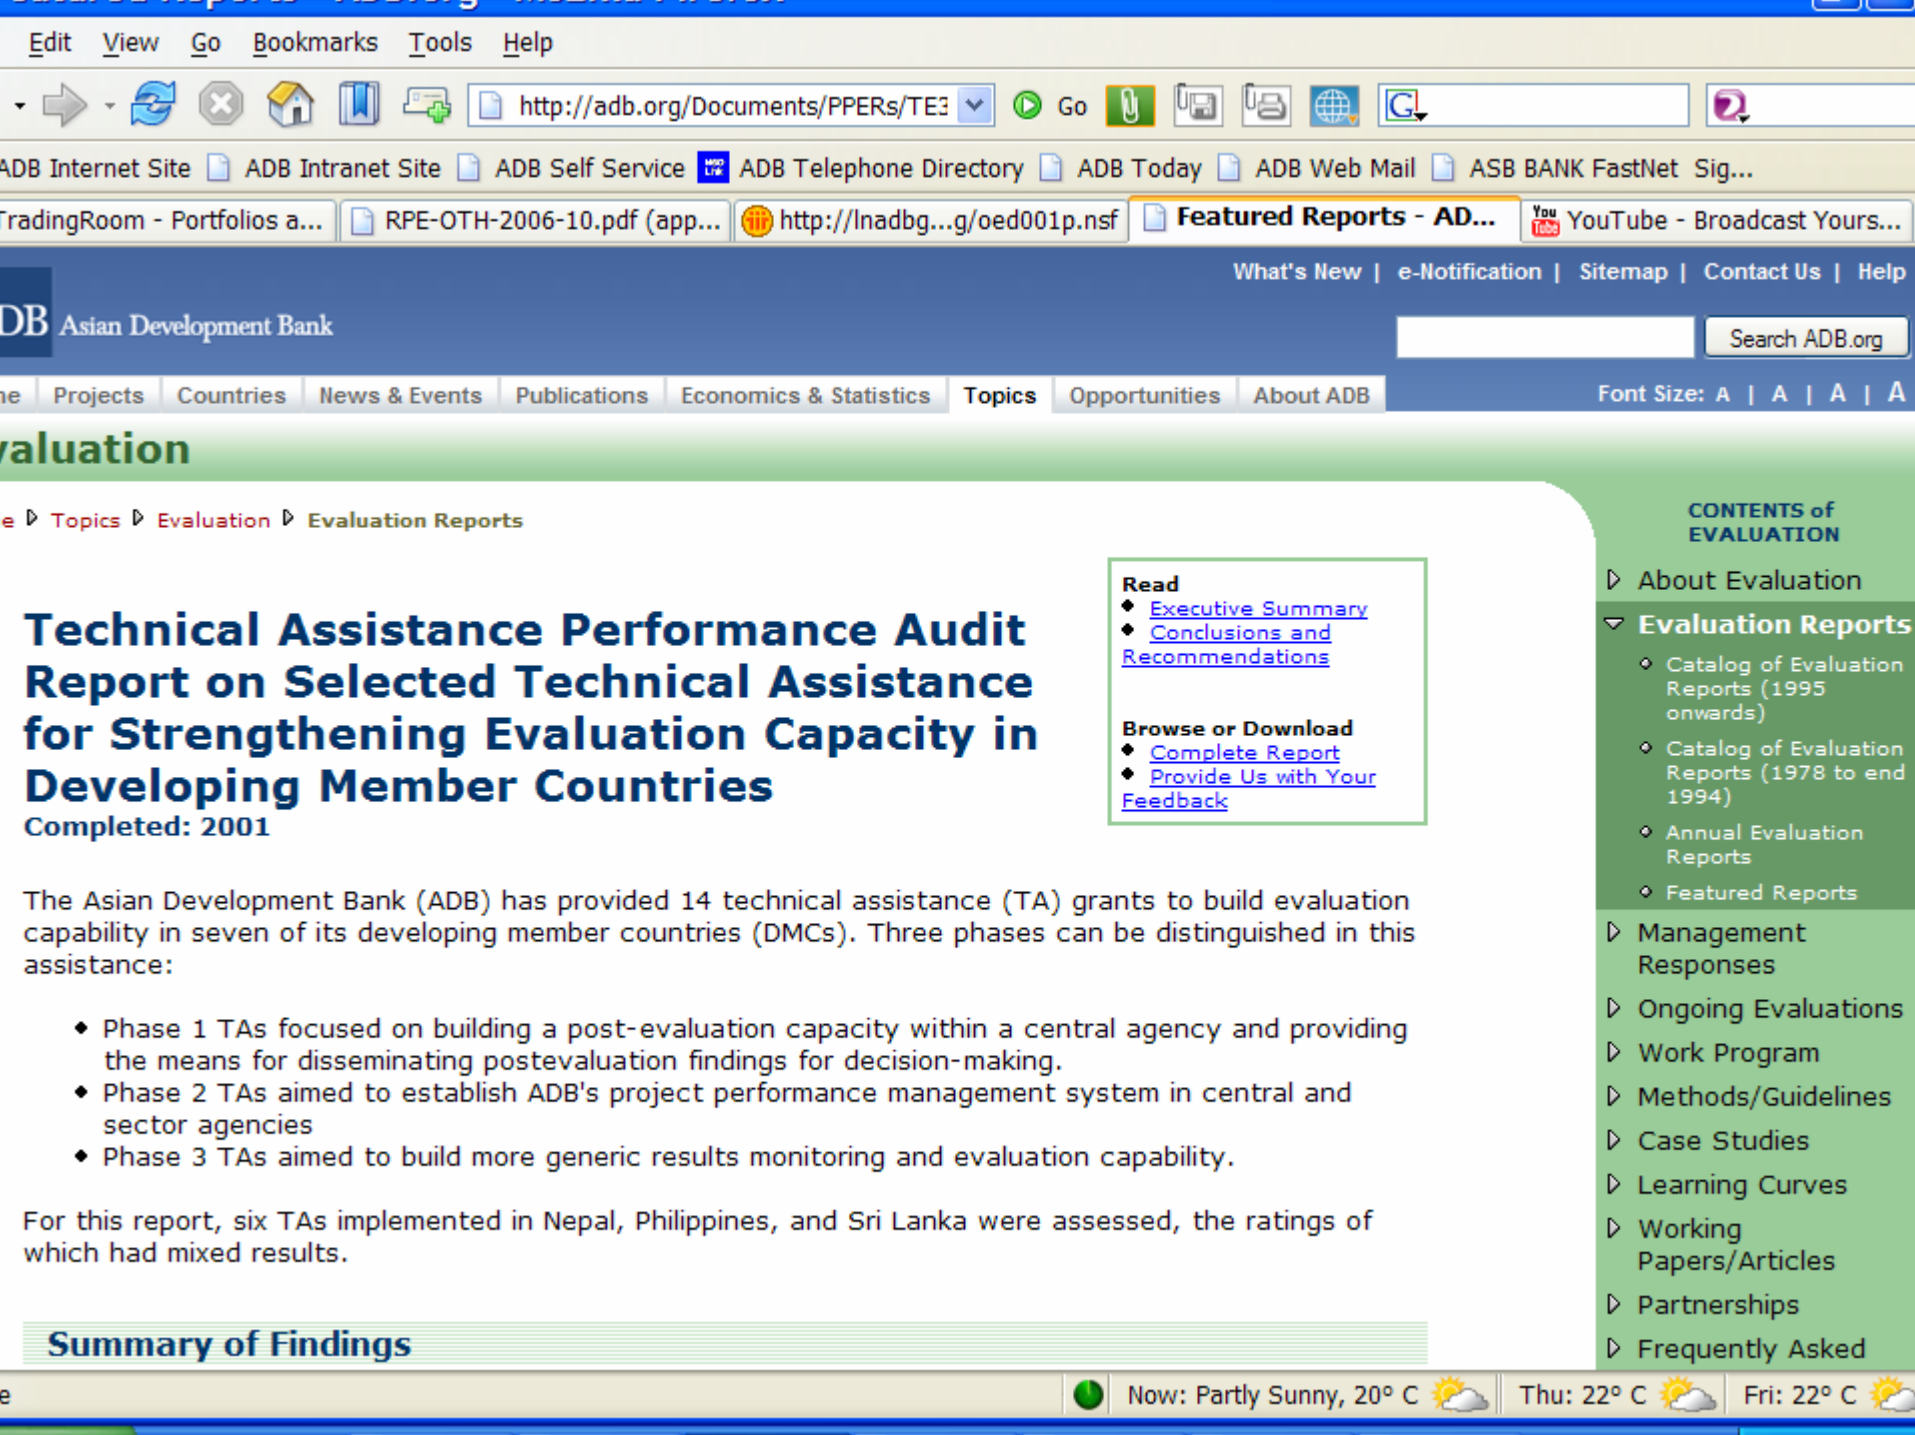 Edit View Go Bookmarks Tools Help
http://adb.org/Documents/PPERs/TE3 Go
ADB Internet Site ADB Intranet Site ADB Self Service ADB Telephone Directory ADB Today ADB Web Mail ASB BANK FastNet Sig...
TradingRoom - Portfolios a... RPE-OTH-2006-10.pdf (app... http://lnadbg...g/oed001p.nsf Featured Reports - AD... YouTube - Broadcast Yours...
What's New | e-Notification | Sitemap | Contact Us | Help
DB Asian Development Bank
Search ADB.org
Projects Countries News & Events Publications Economics & Statistics Topics Opportunities About ADB
Font Size: A | A | A | A
valuation
e Topics Evaluation Evaluation Reports
Technical Assistance Performance Audit
Report on Selected Technical Assistance
for Strengthening Evaluation Capacity in
Developing Member Countries
Completed: 2001
Read
Executive Summary
Conclusions and
Recommendations
Browse or Download
Complete Report
Provide Us with Your
Feedback
The Asian Development Bank (ADB) has provided 14 technical assistance (TA) grants to build evaluation
capability in seven of its developing member countries (DMCs). Three phases can be distinguished in this
assistance:
Phase 1 TAs focused on building a post-evaluation capacity within a central agency and providing
the means for disseminating postevaluation findings for decision-making.
Phase 2 TAs aimed to establish ADB's project performance management system in central and
sector agencies
Phase 3 TAs aimed to build more generic results monitoring and evaluation capability.
For this report, six TAs implemented in Nepal, Philippines, and Sri Lanka were assessed, the ratings of
which had mixed results.
Summary of Findings
CONTENTS of
EVALUATION
About Evaluation
Evaluation Reports
Catalog of Evaluation
Reports (1995
onwards)
Catalog of Evaluation
Reports (1978 to end
1994)
Annual Evaluation
Reports
Featured Reports
Management
Responses
Ongoing Evaluations
Work Program
Methods/Guidelines
Case Studies
Learning Curves
Working
Papers/Articles
Partnerships
Frequently Asked
Now: Partly Sunny, 20° C Thu: 22° C Fri: 22° C